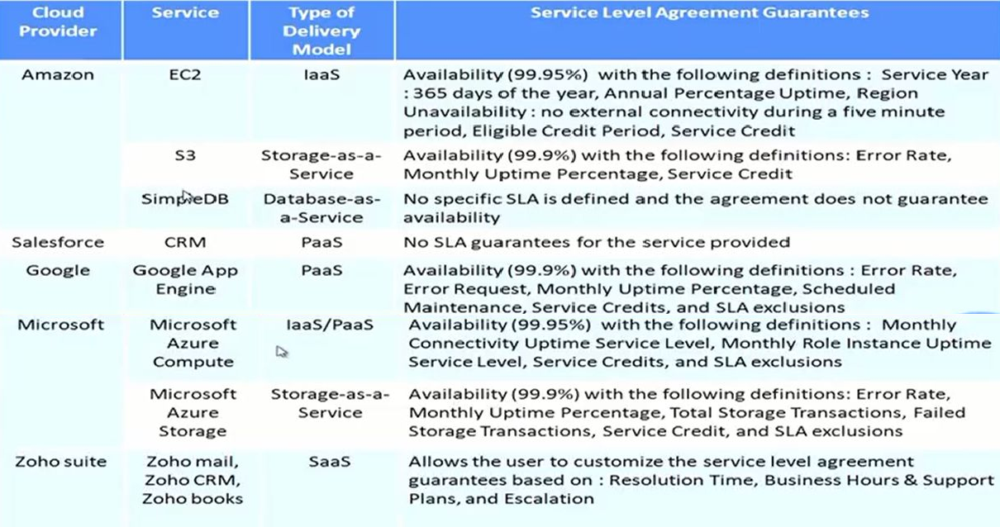 Cloud Provider | Service | Type of Delivery Model | Service Level Agreement Guarantees
Amazon | EC2 | IaaS | Availability (99.95%) with the following definitions : Service Year
: 365 days of the year, Annual Percentage Uptime, Region
Unavailability : no external connectivity during a five minute
period, Eligible Credit Period, Service Credit
S3 | Storage-as-a-Service | Availability (99.9%) with the following definitions: Error Rate,
Monthly Uptime Percentage, Service Credit
SimpleDB | Database-as-a-Service | No specific SLA is defined and the agreement does not guarantee
availability
Salesforce | CRM | PaaS | No SLA guarantees for the service provided
Google | Google App Engine | PaaS | Availability (99.9%) with the following definitions : Error Rate,
Error Request, Monthly Uptime Percentage, Scheduled
Maintenance, Service Credits, and SLA exclusions
Microsoft | Microsoft Azure Compute | IaaS/PaaS | Availability (99.95%) with the following definitions : Monthly
Connectivity Uptime Service Level, Monthly Role Instance Uptime
Service Level, Service Credits, and SLA exclusions
Microsoft Azure Storage | Storage-as-a-Service | Availability (99.9%) with the following definitions: Error Rate,
Monthly Uptime Percentage, Total Storage Transactions, Failed
Storage Transactions, Service Credit, and SLA exclusions
Zoho suite | Zoho mail, Zoho CRM, Zoho books | SaaS | Allows the user to customize the service level agreement
guarantees based on : Resolution Time, Business Hours & Support
Plans, and Escalation